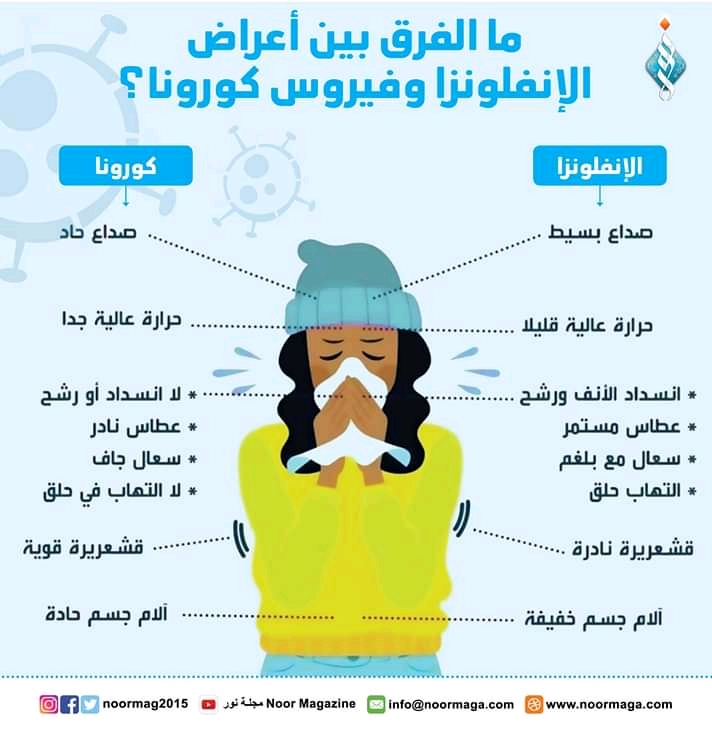 ما الفرق بين أعراض
الإنفلونزا وفيروس كورونا؟
الإنفلونزا
كورونا
صداع بسيط
صداع حاد
حرارة عالية قليلا
حرارة عالية جدا
* انسداد الأنف ورشح
* عطاس مستمر
* سعال مع بلغم
* التهاب حلق
* لا انسداد أو رشح
* عطاس نادر
* سعال جاف
* لا التهاب في حلق
قشعريرة نادرة
قشعريرة قوية
آلام جسم خفيفة
آلام جسم حادة
noormag2015 مجلة نور Noor Magazine info@noormaga.com www.noormaga.com